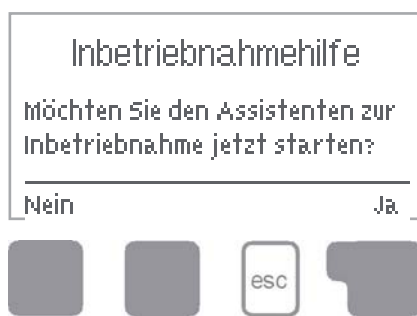 Inbetriebnahmehilfe
Möchten Sie den Assistenten zur
Inbetriebnahme jetzt starten?
Nein Ja
esc